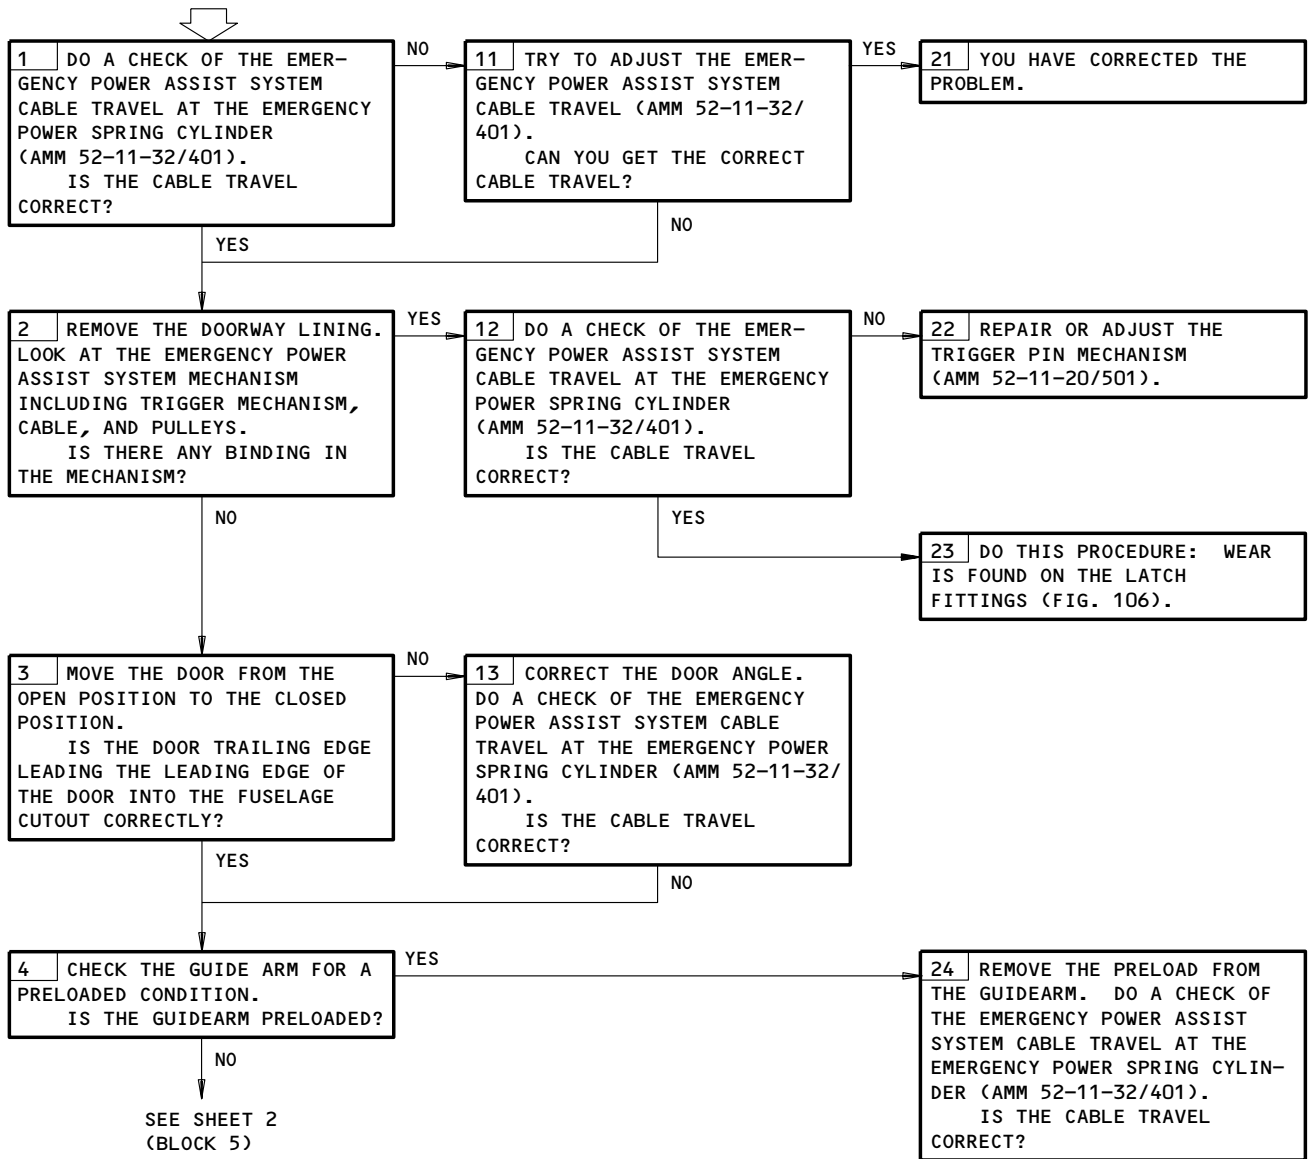 1 DO A CHECK OF THE EMER-
GENCY POWER ASSIST SYSTEM
CABLE TRAVEL AT THE EMERGENCY
POWER SPRING CYLINDER
(AMM 52-11-32/401).
IS THE CABLE TRAVEL
CORRECT?
NO
YES
11 TRY TO ADJUST THE EMER-
GENCY POWER ASSIST SYSTEM
CABLE TRAVEL (AMM 52-11-32/
401).
CAN YOU GET THE CORRECT
CABLE TRAVEL?
YES
NO
21 YOU HAVE CORRECTED THE
PROBLEM.
2 REMOVE THE DOORWAY LINING.
LOOK AT THE EMERGENCY POWER
ASSIST SYSTEM MECHANISM
INCLUDING TRIGGER MECHANISM,
CABLE, AND PULLEYS.
IS THERE ANY BINDING IN
THE MECHANISM?
YES
NO
12 DO A CHECK OF THE EMER-
GENCY POWER ASSIST SYSTEM
CABLE TRAVEL AT THE EMERGENCY
POWER SPRING CYLINDER
(AMM 52-11-32/401).
IS THE CABLE TRAVEL
CORRECT?
NO
YES
22 REPAIR OR ADJUST THE
TRIGGER PIN MECHANISM
(AMM 52-11-20/501).
23 DO THIS PROCEDURE: WEAR
IS FOUND ON THE LATCH
FITTINGS (FIG. 106).
3 MOVE THE DOOR FROM THE
OPEN POSITION TO THE CLOSED
POSITION.
IS THE DOOR TRAILING EDGE
LEADING THE LEADING EDGE OF
THE DOOR INTO THE FUSELAGE
CUTOUT CORRECTLY?
NO
YES
13 CORRECT THE DOOR ANGLE.
DO A CHECK OF THE EMERGENCY
POWER ASSIST SYSTEM CABLE
TRAVEL AT THE EMERGENCY POWER
SPRING CYLINDER (AMM 52-11-32/
401).
IS THE CABLE TRAVEL
CORRECT?
NO
4 CHECK THE GUIDE ARM FOR A
PRELOADED CONDITION.
IS THE GUIDEARM PRELOADED?
YES
NO
24 REMOVE THE PRELOAD FROM
THE GUIDEARM. DO A CHECK OF
THE EMERGENCY POWER ASSIST
SYSTEM CABLE TRAVEL AT THE
EMERGENCY POWER SPRING CYLIN-
DER (AMM 52-11-32/401).
IS THE CABLE TRAVEL
CORRECT?
SEE SHEET 2
(BLOCK 5)